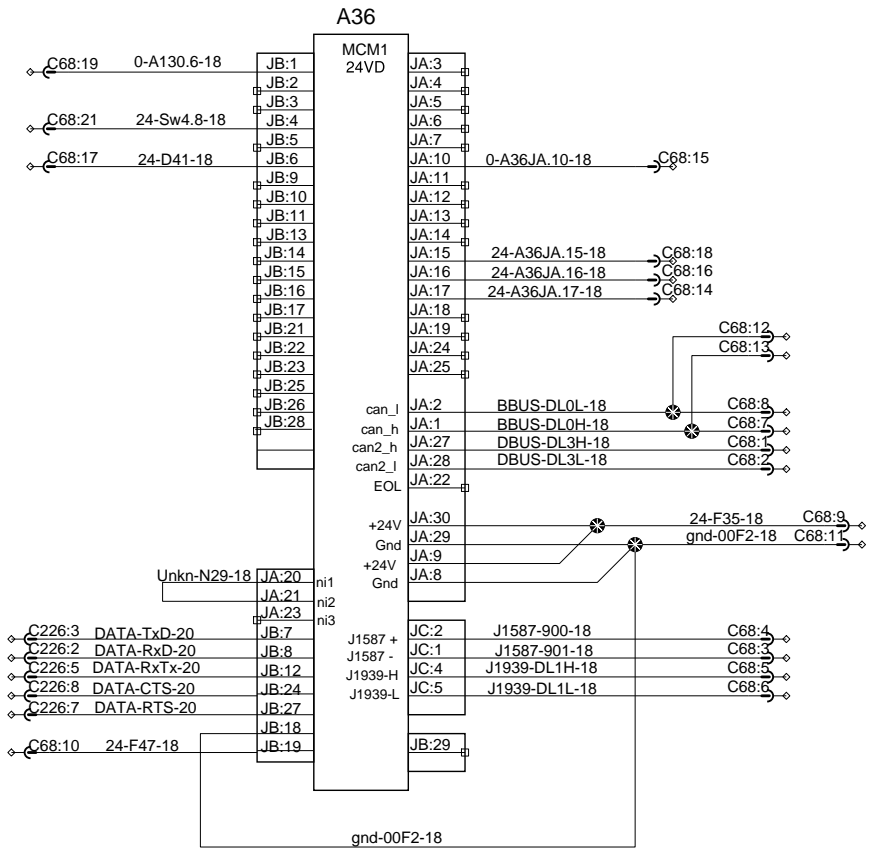 A36
MCM1
24VD
C68:19 0-A130.6-18 JB:1
JB:2
JB:3
C68:21 24-Sw4.8-18 JB:4
JB:5
C68:17 24-D41-18 JB:6
JB:9
JB:10
JB:11
JB:13
JB:14
JB:15
JB:16
JB:17
JB:21
JB:22
JB:23
JB:25
JB:26
JB:28
JA:3
JA:4
JA:5
JA:6
JA:7
JA:10 0-A36JA.10-18 C68:15
JA:11
JA:12
JA:13
JA:14
JA:15 24-A36JA.15-18 C68:18
JA:16 24-A36JA.16-18 C68:16
JA:17 24-A36JA.17-18 C68:14
JA:18
JA:19
JA:24
JA:25
C68:12
C68:13
can_l JA:2 BBUS-DL0L-18 C68:8
can_h JA:1 BBUS-DL0H-18 C68:7
can2_h JA:27 DBUS-DL3H-18 C68:1
can2_l JA:28 DBUS-DL3L-18 C68:2
EOL JA:22
+24V JA:30 24-F35-18 C68:9
Gnd JA:29 gnd-00F2-18 C68:11
+24V JA:9
Gnd JA:8
Unkn-N29-18 JA:20 ni1
JA:21 ni2
JA:23 ni3
C226:3 DATA-TxD-20 JB:7
C226:2 DATA-RxD-20 JB:8
C226:5 DATA-RxTx-20 JB:12
C226:8 DATA-CTS-20 JB:24
C226:7 DATA-RTS-20 JB:27
JB:18
C68:10 24-F47-18 JB:19
J1587 + JC:2 J1587-900-18 C68:4
J1587 - JC:1 J1587-901-18 C68:3
J1939-H JC:4 J1939-DL1H-18 C68:5
J1939-L JC:5 J1939-DL1L-18 C68:6
JB:29
gnd-00F2-18